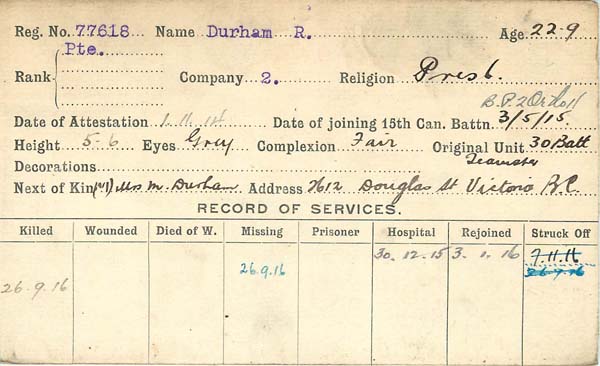 Reg. No. 77618 Name Durham R. Age 22-9
Pte.
Rank Company 2. Religion Presb.
Date of Attestation 1.11.14 Date of joining 15th Can. Battn. 3/5/15
Height 5.6 Eyes Grey Complexion Fair Original Unit 30 Batt
Decorations Teamster
Next of Kin (M) Mrs M. Durham Address 2612 Douglas St Victoria B.C.
RECORD OF SERVICES.
Killed Wounded Died of W. Missing Prisoner Hospital Rejoined Struck Off
30.12.15 3.1.16 7.11.16
26.9.16 26.9.16
26.9.16